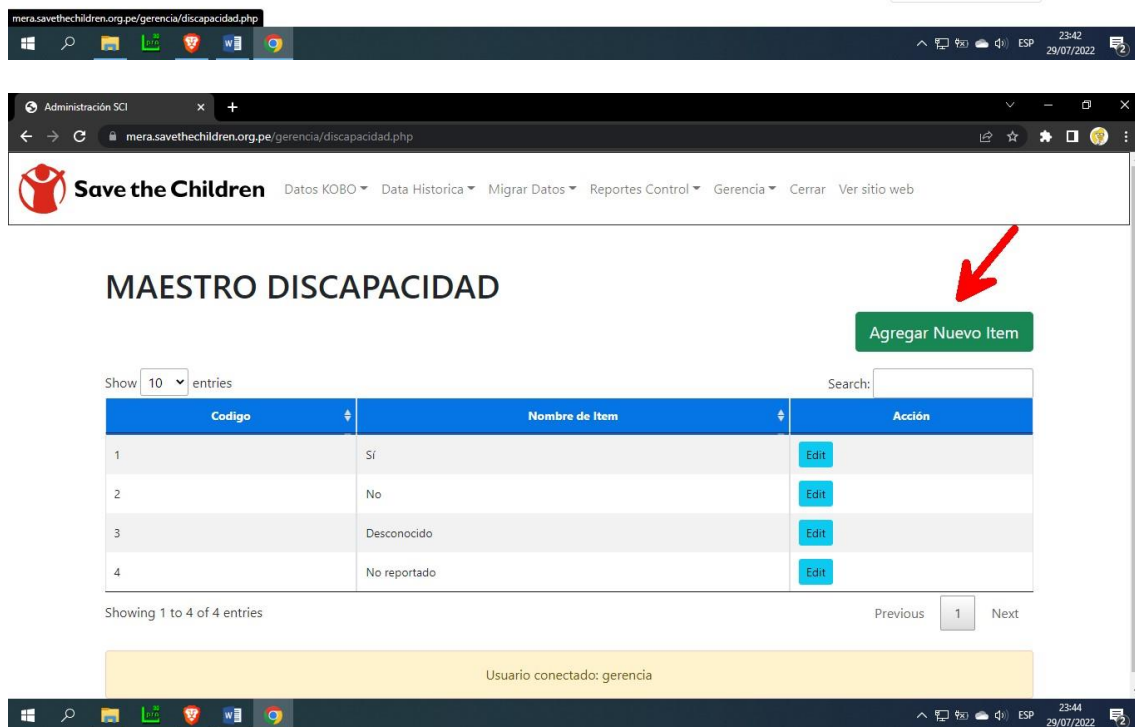 mera.savethechildren.org.pe/gerencia/discapacidad.php
ESP 23:42
29/07/2022
Administración SCI
mera.savethechildren.org.pe/gerencia/discapacidad.php
Save the Children Datos KOBO Data Historica Migrar Datos Reportes Control Gerencia Cerrar Ver sitio web
MAESTRO DISCAPACIDAD
Agregar Nuevo Item
Show 10 entries Search:
Codigo Nombre de Item Acción
1 Sí Edit
2 No Edit
3 Desconocido Edit
4 No reportado Edit
Showing 1 to 4 of 4 entries Previous 1 Next
Usuario conectado: gerencia
ESP 23:44
29/07/2022